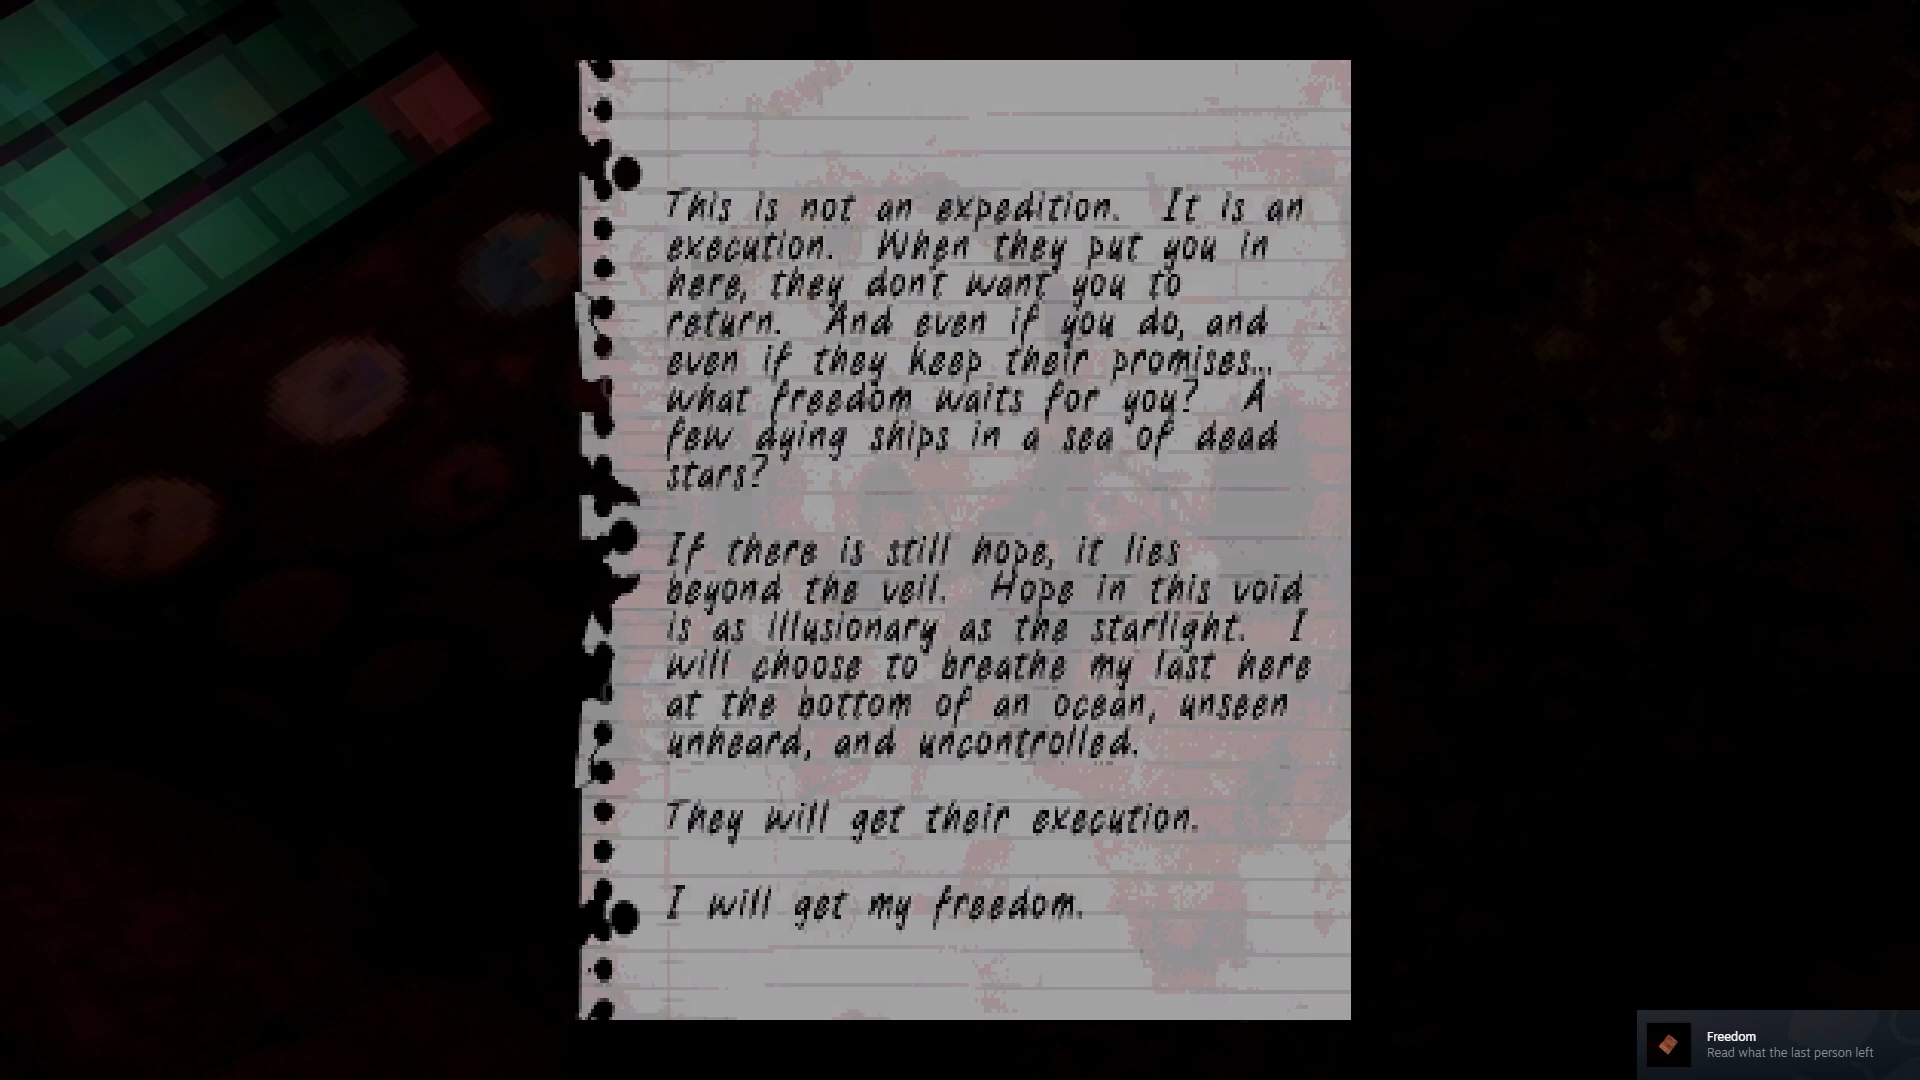 This is not an expedition. It is an
execution. When they put you in
here, they don't want you to
return. And even if you do, and
even if they keep their promises...
what freedom waits for you? A
few dying ships in a sea of dead
stars?
If there is still hope, it lies
beyond the veil. Hope in this void
is as illusionary as the starlight. I
will choose to breathe my last here
at the bottom of an ocean, unseen
unheard, and uncontrolled.
They will get their execution.
I will get my freedom.
Freedom
Read what the last person left